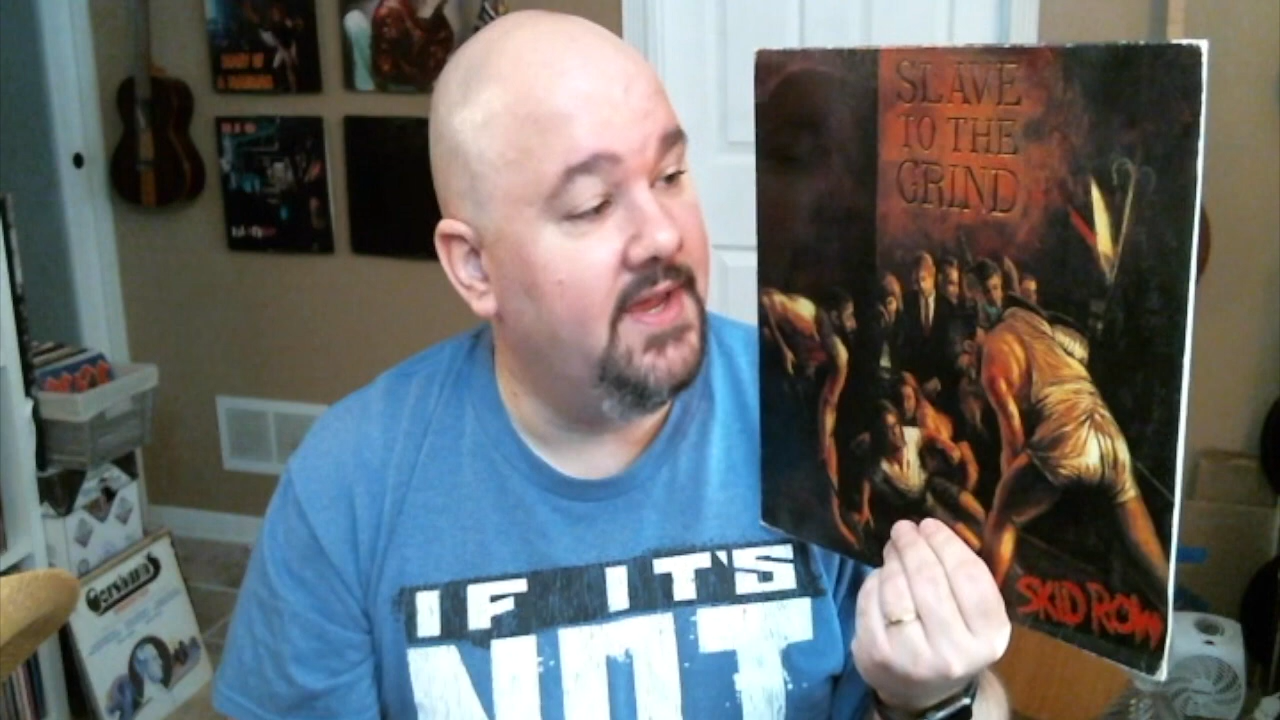 SLAVE
TO THE
GRIND
SKID ROW
IF IT'S
NOT